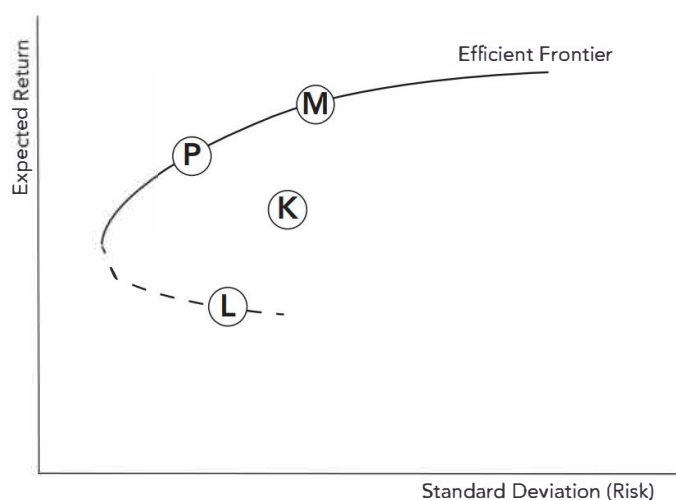 Expected Return
Efficient Frontier
M
P
K
L
Standard Deviation (Risk)